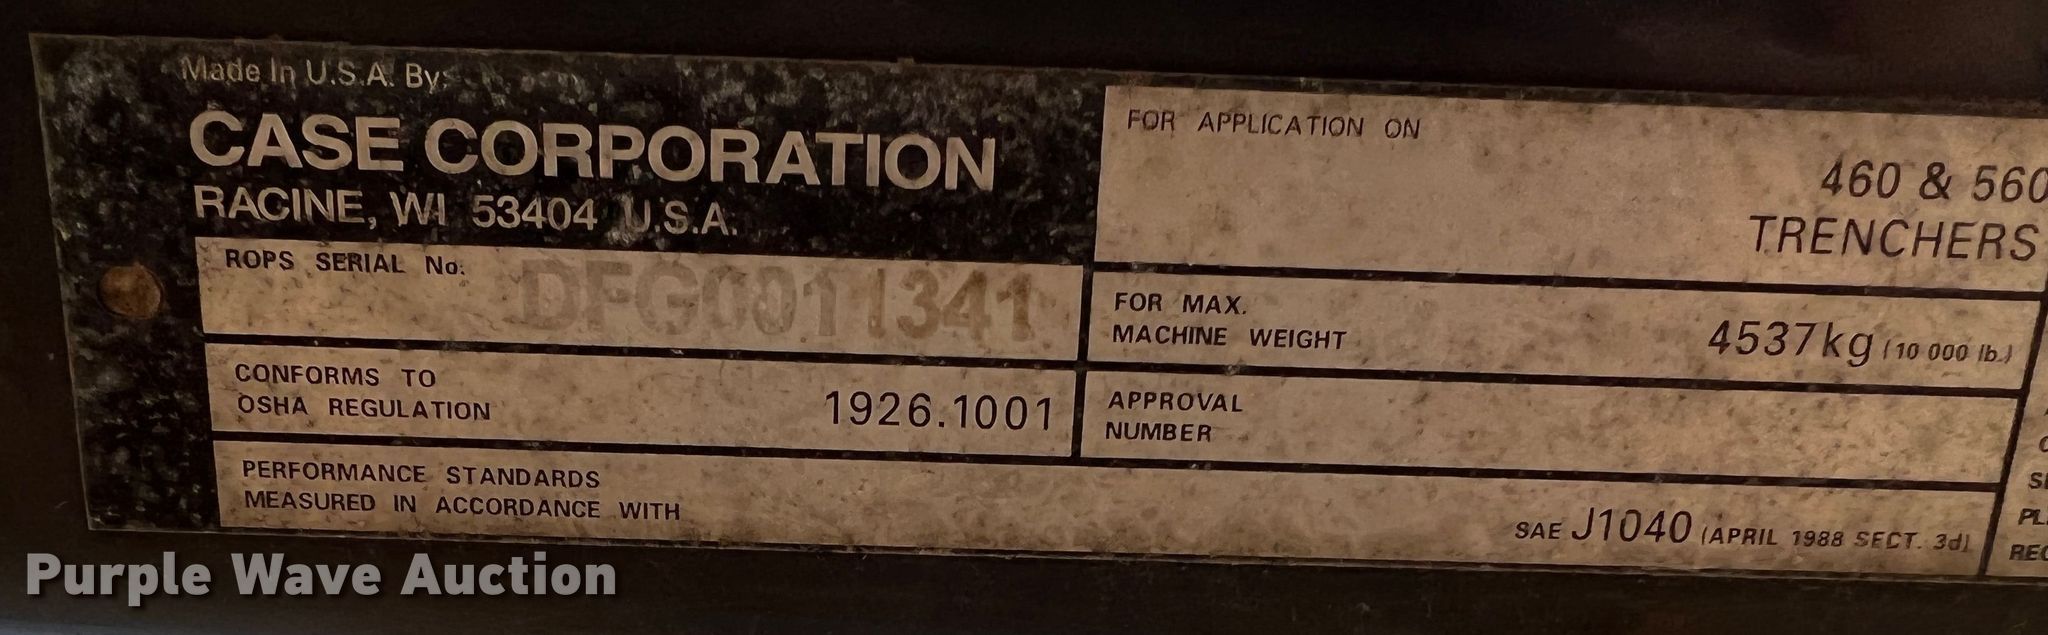 Made In U.S.A. By:
CASE CORPORATION
RACINE, WI 53404 U.S.A.
ROPS SERIAL No. DFG0011341
CONFORMS TO
OSHA REGULATION 1926.1001
PERFORMANCE STANDARDS
MEASURED IN ACCORDANCE WITH
SAE J1040 (APRIL 1988 SECT. 3d)
FOR APPLICATION ON
460 & 560
TRENCHERS
FOR MAX.
MACHINE WEIGHT 4537kg (10 000 lb.)
APPROVAL
NUMBER
Purple Wave Auction